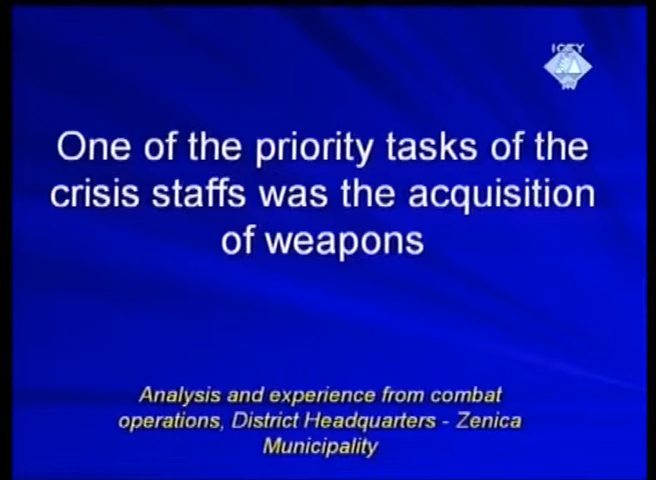 ICTY
One of the priority tasks of the
crisis staffs was the acquisition
of weapons
Analysis and experience from combat
operations, District Headquarters - Zenica
Municipality